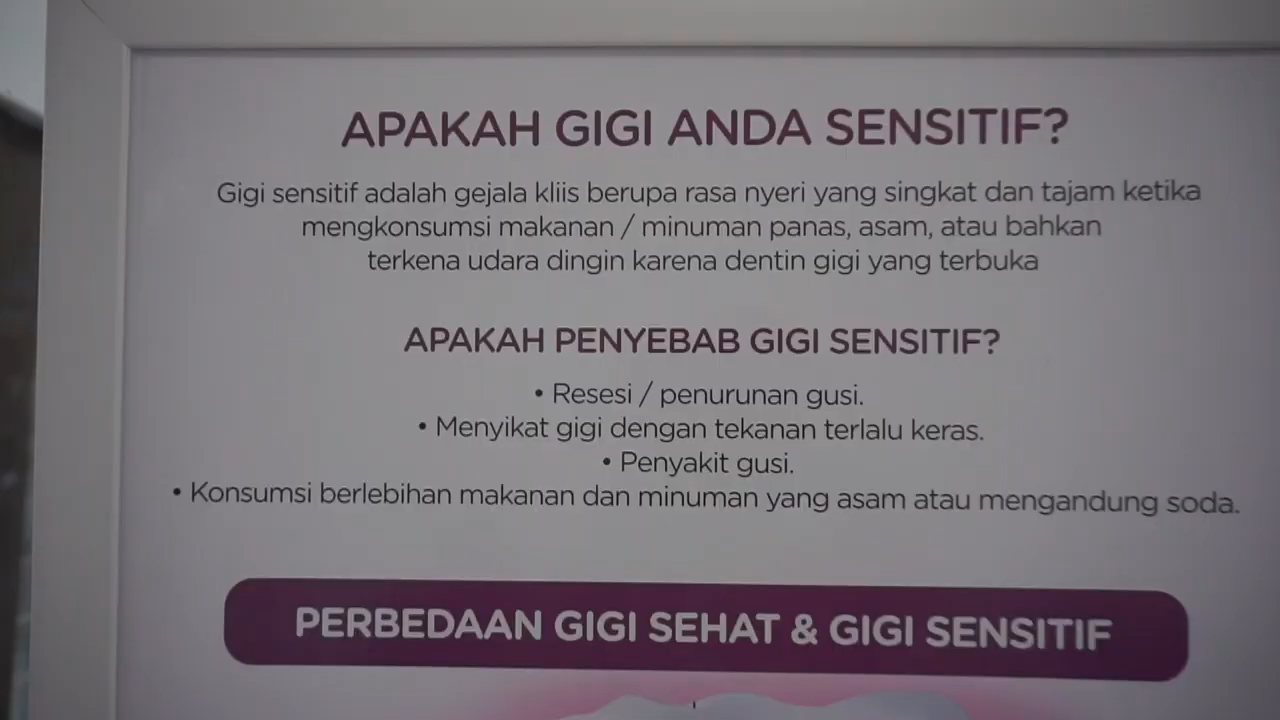 APAKAH GIGI ANDA SENSITIF?
Gigi sensitif adalah gejala kliis berupa rasa nyeri yang singkat dan tajam ketika
mengkonsumsi makanan / minuman panas, asam, atau bahkan
terkena udara dingin karena dentin gigi yang terbuka
APAKAH PENYEBAB GIGI SENSITIF?
• Resesi / penurunan gusi.
• Menyikat gigi dengan tekanan terlalu keras.
• Penyakit gusi.
• Konsumsi berlebihan makanan dan minuman yang asam atau mengandung soda.
PERBEDAAN GIGI SEHAT & GIGI SENSITIF